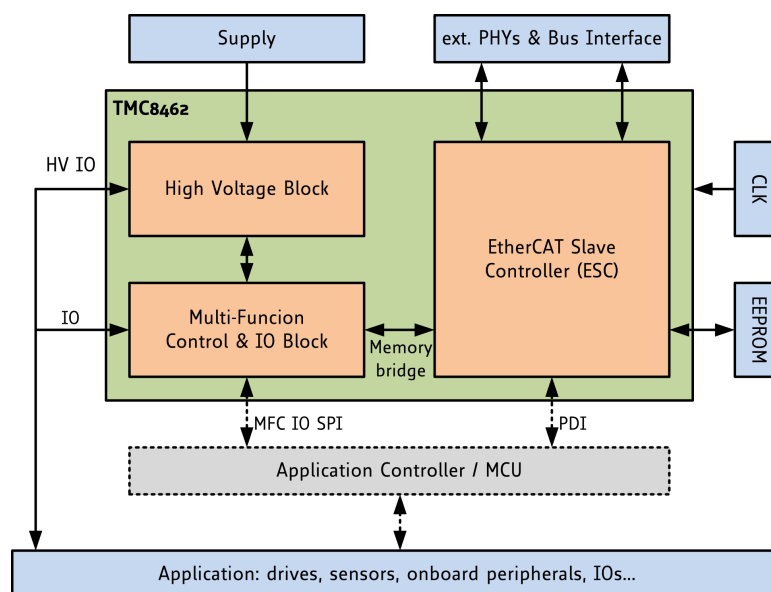 Supply
ext. PHYs & Bus Interface
TMC8462
HV IO
High Voltage Block
CLK
EtherCAT Slave
Controller (ESC)
IO
Multi-Funcion
Control & IO Block
Memory
bridge
EEPROM
MFC IO SPI
PDI
Application Controller / MCU
Application: drives, sensors, onboard peripherals, IOs...